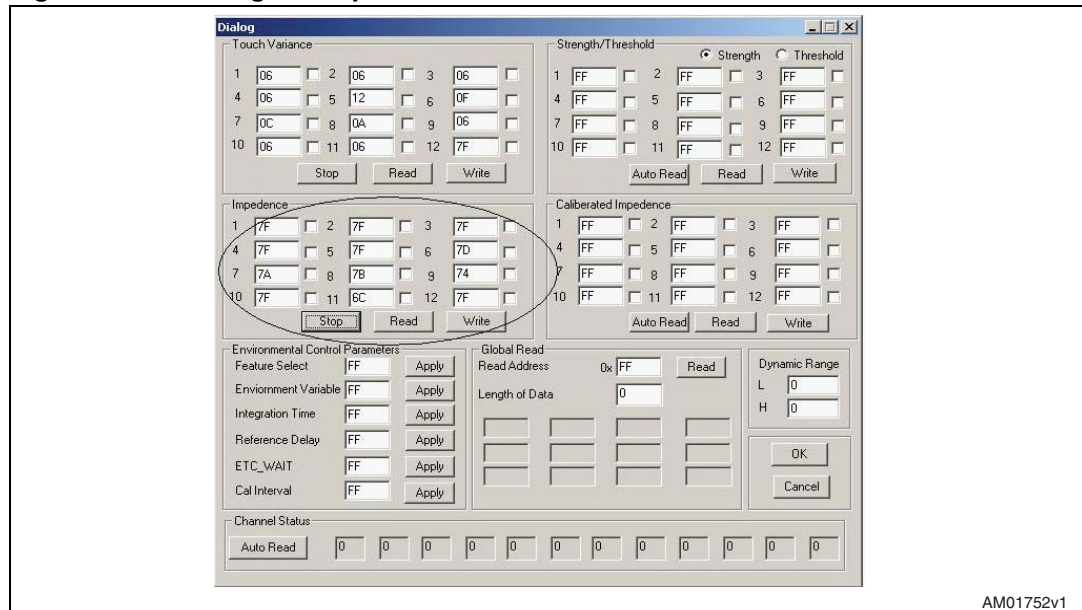 Dialog
Touch Variance
1 06 2 06 3 06
4 06 5 12 6 0F
7 0C 8 0A 9 06
10 06 11 06 12 7F
Stop Read Write
Strength/Threshold
Strength Threshold
1 FF 2 FF 3 FF
4 FF 5 FF 6 FF
7 FF 8 FF 9 FF
10 FF 11 FF 12 FF
Auto Read Read Write
Impedence
1 7F 2 7F 3 7F
4 7F 5 7F 6 7D
7 7A 8 7B 9 74
10 7F 11 6C 12 7F
Stop Read Write
Caliberated Impedence
1 FF 2 FF 3 FF
4 FF 5 FF 6 FF
7 FF 8 FF 9 FF
10 FF 11 FF 12 FF
Auto Read Read Write
Environmental Control Parameters
Feature Select FF Apply
Enviornment Variable FF Apply
Integration Time FF Apply
Reference Delay FF Apply
ETC_WAIT FF Apply
Cal Interval FF Apply
Global Read
Read Address 0x FF Read
Length of Data 0
Dynamic Range
L 0
H 0
OK
Cancel
Channel Status
Auto Read 0 0 0 0 0 0 0 0 0 0 0 0
AM01752v1